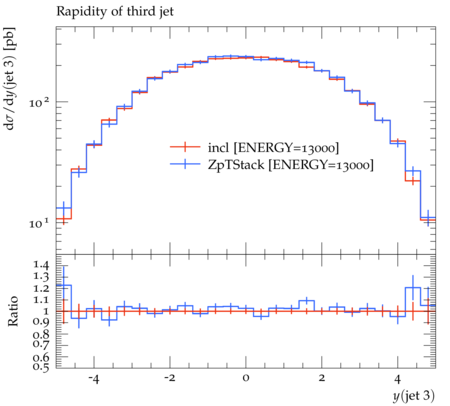 Rapidity of third jet
dσ/dy(jet 3) [pb]
10²
incl [ENERGY=13000]
ZpTStack [ENERGY=13000]
10¹
Ratio
1.4
1.3
1.2
1.1
1
0.9
0.8
0.7
0.6
0.5
-4 -2 0 2 4
y(jet 3)